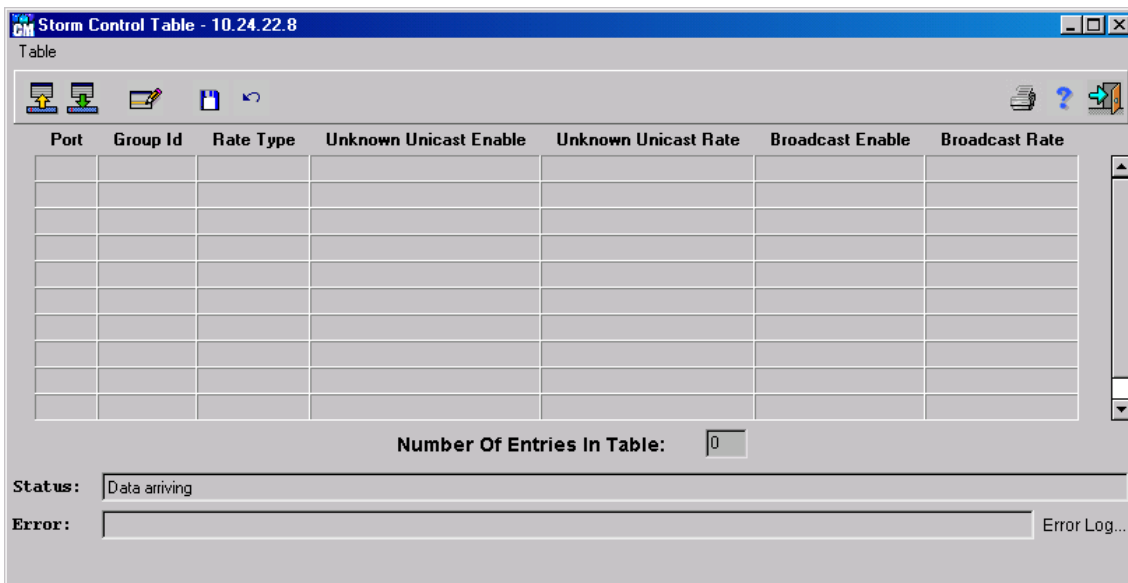 CM Storm Control Table - 10.24.22.8
Table
?
Port Group Id Rate Type Unknown Unicast Enable Unknown Unicast Rate Broadcast Enable Broadcast Rate
Number Of Entries In Table: 0
Status: Data arriving
Error: Error Log...